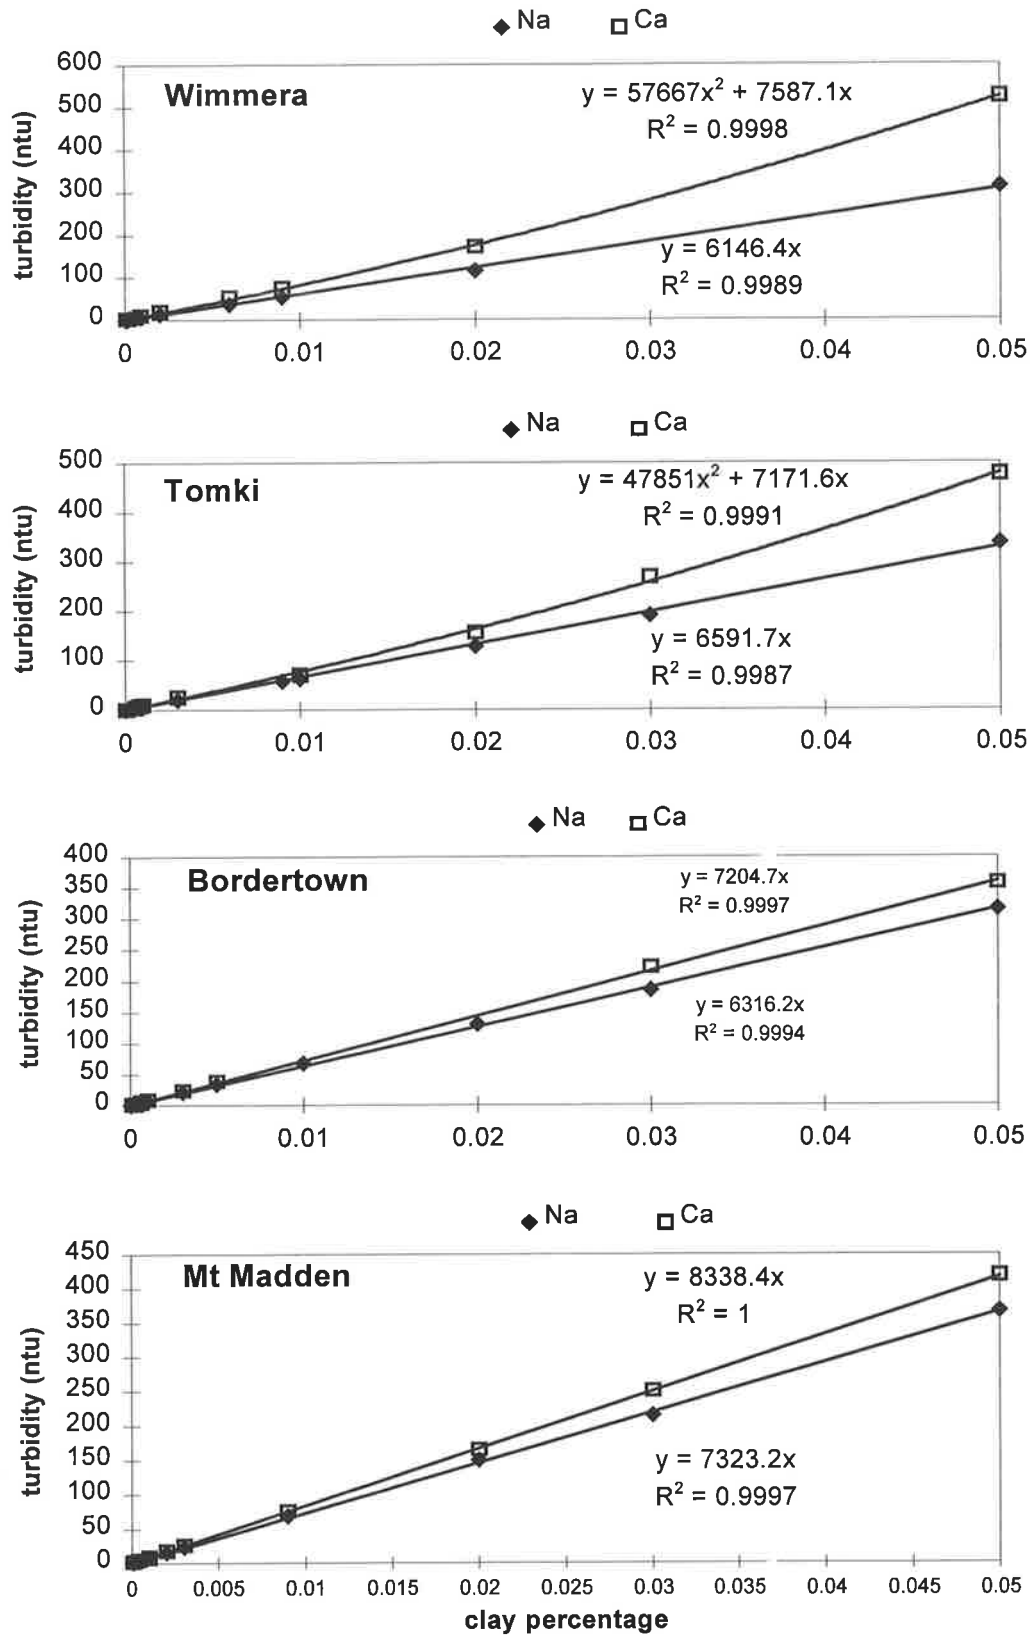 Na Ca
600
500
400
300
200
100
0
turbidity (ntu)
Wimmera
y = 57667x² + 7587.1x
R² = 0.9998
y = 6146.4x
R² = 0.9989
0 0.01 0.02 0.03 0.04 0.05
Na Ca
500
400
300
200
100
0
turbidity (ntu)
Tomki
y = 47851x² + 7171.6x
R² = 0.9991
y = 6591.7x
R² = 0.9987
0 0.01 0.02 0.03 0.04 0.05
Na Ca
400
350
300
250
200
150
100
50
0
turbidity (ntu)
Bordertown
y = 7204.7x
R² = 0.9997
y = 6316.2x
R² = 0.9994
0 0.01 0.02 0.03 0.04 0.05
Na Ca
450
400
350
300
250
200
150
100
50
0
turbidity (ntu)
Mt Madden
y = 8338.4x
R² = 1
y = 7323.2x
R² = 0.9997
0 0.005 0.01 0.015 0.02 0.025 0.03 0.035 0.04 0.045 0.05
clay percentage